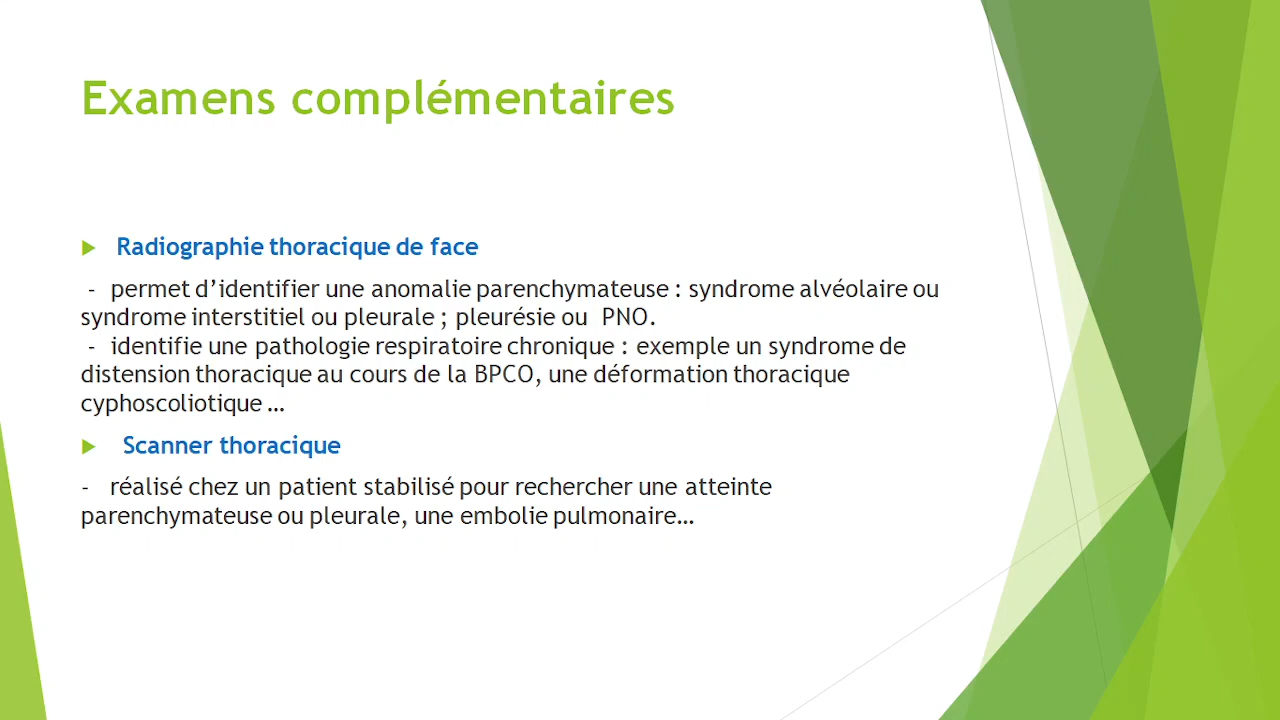 Examens complémentaires
Radiographie thoracique de face
- permet d’identifier une anomalie parenchymateuse : syndrome alvéolaire ou
syndrome interstitiel ou pleurale ; pleurésie ou PNO.
- identifie une pathologie respiratoire chronique : exemple un syndrome de
distension thoracique au cours de la BPCO, une déformation thoracique
cyphoscoliotique …
Scanner thoracique
- réalisé chez un patient stabilisé pour rechercher une atteinte
parenchymateuse ou pleurale, une embolie pulmonaire…